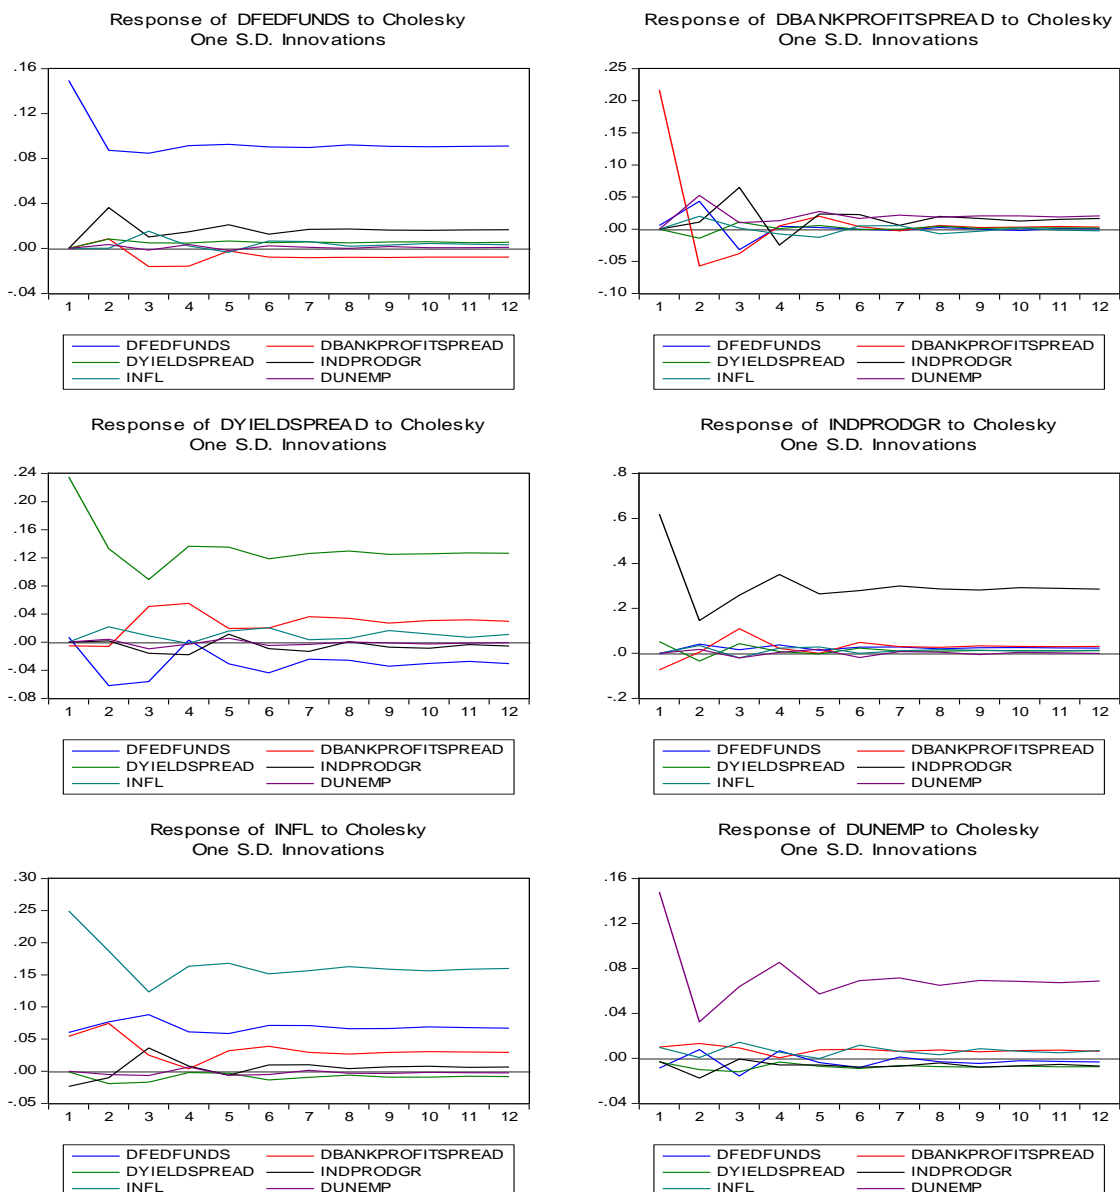 Response of DFEDFUNDS to Cholesky
One S.D. Innovations
.16
.12
.08
.04
.00
-.04
1 2 3 4 5 6 7 8 9 10 11 12
DFEDFUNDS DBANKPROFITSPREAD
DYIELDSPREAD INDPRODGR
INFL DUNEMP
Response of DBANKPROFITSPREAD to Cholesky
One S.D. Innovations
.25
.20
.15
.10
.05
.00
-.05
-.10
1 2 3 4 5 6 7 8 9 10 11 12
DFEDFUNDS DBANKPROFITSPREAD
DYIELDSPREAD INDPRODGR
INFL DUNEMP
Response of DYIELDSPREAD to Cholesky
One S.D. Innovations
.24
.20
.16
.12
.08
.04
.00
-.04
-.08
1 2 3 4 5 6 7 8 9 10 11 12
DFEDFUNDS DBANKPROFITSPREAD
DYIELDSPREAD INDPRODGR
INFL DUNEMP
Response of INDPRODGR to Cholesky
One S.D. Innovations
.8
.6
.4
.2
.0
-.2
1 2 3 4 5 6 7 8 9 10 11 12
DFEDFUNDS DBANKPROFITSPREAD
DYIELDSPREAD INDPRODGR
INFL DUNEMP
Response of INFL to Cholesky
One S.D. Innovations
.30
.25
.20
.15
.10
.05
.00
-.05
1 2 3 4 5 6 7 8 9 10 11 12
DFEDFUNDS DBANKPROFITSPREAD
DYIELDSPREAD INDPRODGR
INFL DUNEMP
Response of DUNEMP to Cholesky
One S.D. Innovations
.16
.12
.08
.04
.00
-.04
1 2 3 4 5 6 7 8 9 10 11 12
DFEDFUNDS DBANKPROFITSPREAD
DYIELDSPREAD INDPRODGR
INFL DUNEMP